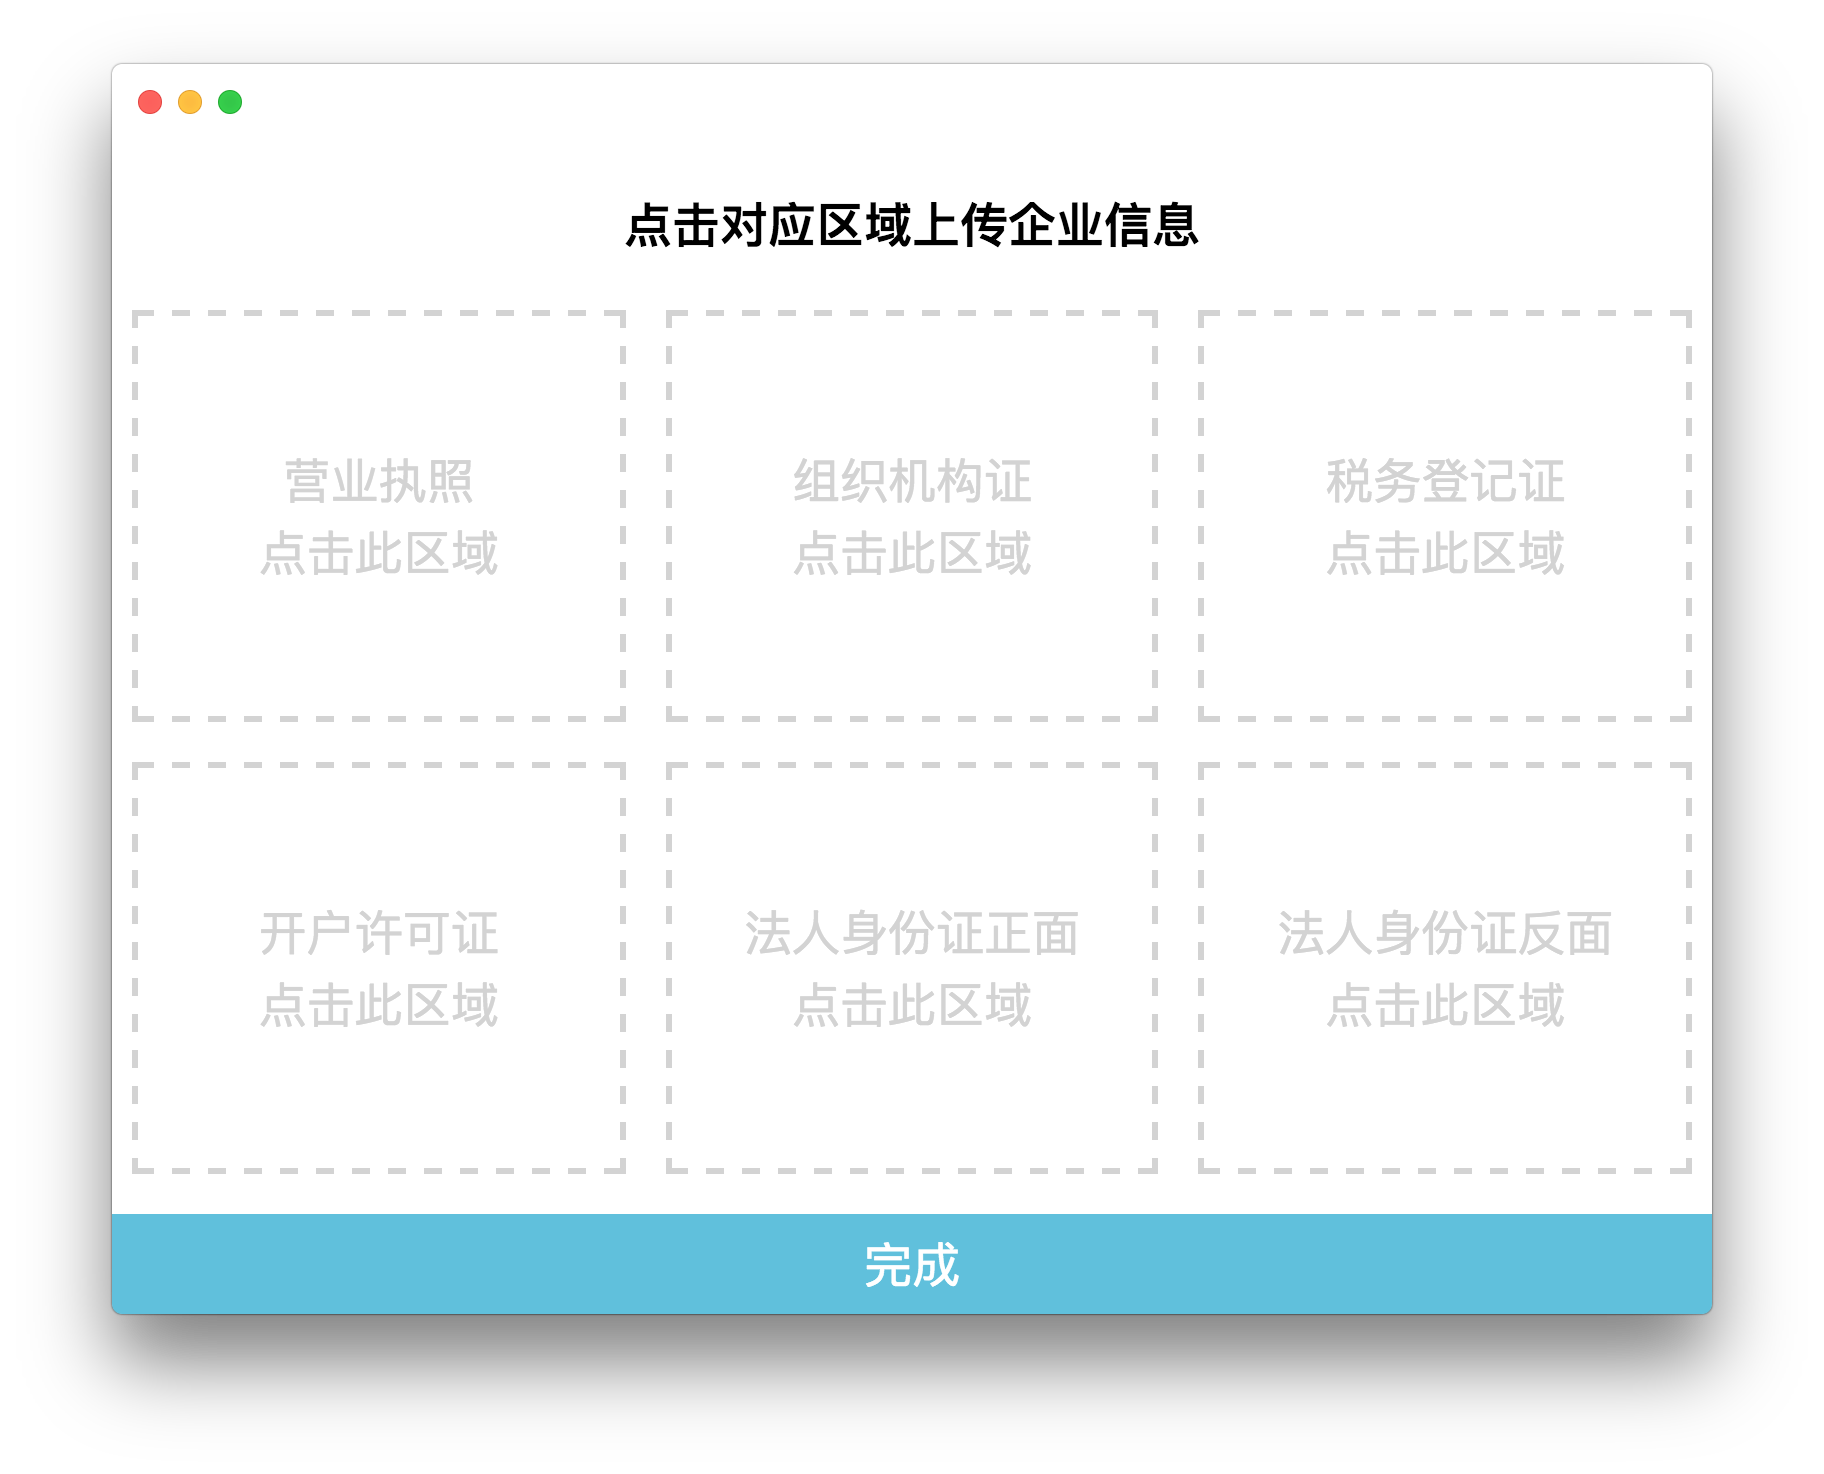 点击对应区域上传企业信息
营业执照
点击此区域
组织机构证
点击此区域
税务登记证
点击此区域
开户许可证
点击此区域
法人身份证正面
点击此区域
法人身份证反面
点击此区域
完成